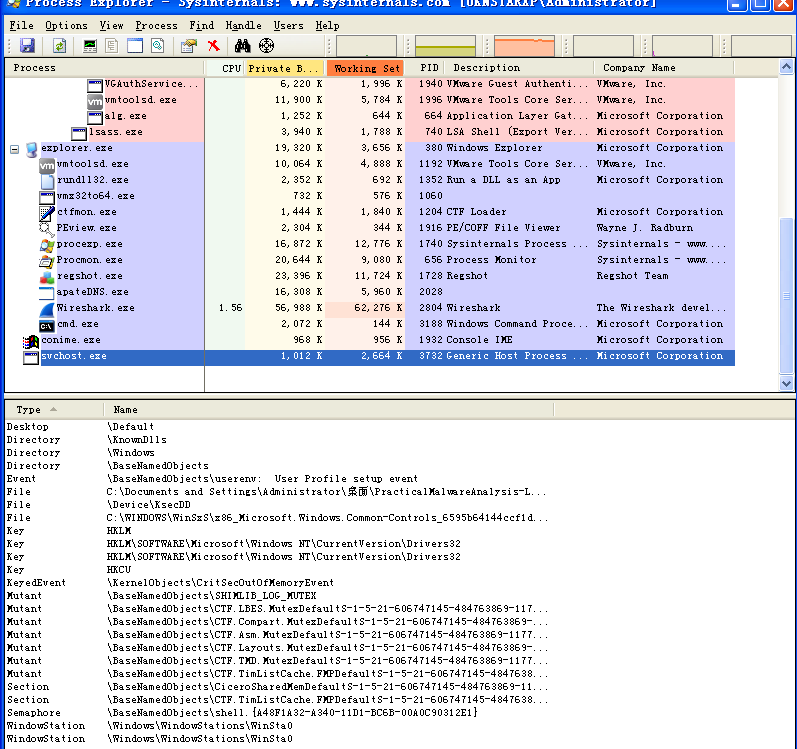 Process Explorer - Sysinternals: www.sysinternals.com [UKNSTARXP\Administrator]
File Options View Process Find Handle Users Help
Process CPU Private B... Working Set PID Description Company Name
VGAuthService... 6,220 K 1,996 K 1940 VMware Guest Authenti... VMware, Inc.
vmtoolsd.exe 11,900 K 5,784 K 1996 VMware Tools Core Ser... VMware, Inc.
alg.exe 1,252 K 644 K 664 Application Layer Gat... Microsoft Corporation
lsass.exe 3,940 K 1,788 K 740 LSA Shell (Export Ver... Microsoft Corporation
explorer.exe 19,320 K 3,656 K 380 Windows Explorer Microsoft Corporation
vmtoolsd.exe 10,064 K 4,888 K 1192 VMware Tools Core Ser... VMware, Inc.
rundll32.exe 2,352 K 692 K 1352 Run a DLL as an App Microsoft Corporation
vmx32to64.exe 732 K 576 K 1060
ctfmon.exe 1,444 K 1,840 K 1204 CTF Loader Microsoft Corporation
PEview.exe 2,304 K 344 K 1916 PE/COFF File Viewer Wayne J. Radburn
procexp.exe 16,872 K 12,776 K 1740 Sysinternals Process ... Sysinternals - www....
Procmon.exe 20,644 K 9,080 K 656 Process Monitor Sysinternals - www....
regshot.exe 23,396 K 11,724 K 1728 Regshot Regshot Team
apateDNS.exe 16,308 K 5,960 K 2028
Wireshark.exe 1.56 56,988 K 62,276 K 2804 Wireshark The Wireshark devel...
cmd.exe 2,072 K 144 K 3188 Windows Command Proce... Microsoft Corporation
conime.exe 968 K 956 K 1932 Console IME Microsoft Corporation
svchost.exe 1,012 K 2,664 K 3732 Generic Host Process ... Microsoft Corporation
Type Name
Desktop \Default
Directory \KnownDlls
Directory \Windows
Directory \BaseNamedObjects
Event \BaseNamedObjects\userenv: User Profile setup event
File C:\Documents and Settings\Administrator\桌面\PracticalMalwareAnalysis-L...
File \Device\KsecDD
File C:\WINDOWS\WinSxS\x86_Microsoft.Windows.Common-Controls_6595b64144ccf1d...
Key HKLM
Key HKLM\SOFTWARE\Microsoft\Windows NT\CurrentVersion\Drivers32
Key HKLM\SOFTWARE\Microsoft\Windows NT\CurrentVersion\Drivers32
Key HKCU
KeyedEvent \KernelObjects\CritSecOutOfMemoryEvent
Mutant \BaseNamedObjects\SHIMLIB_LOG_MUTEX
Mutant \BaseNamedObjects\CTF.LBES.MutexDefaultS-1-5-21-606747145-484763869-117...
Mutant \BaseNamedObjects\CTF.Compart.MutexDefaultS-1-5-21-606747145-484763869-...
Mutant \BaseNamedObjects\CTF.Asm.MutexDefaultS-1-5-21-606747145-484763869-1177...
Mutant \BaseNamedObjects\CTF.Layouts.MutexDefaultS-1-5-21-606747145-4847638...
Mutant \BaseNamedObjects\CTF.TMD.MutexDefaultS-1-5-21-606747145-484763869-1177...
Mutant \BaseNamedObjects\CTF.TimListCache.FMPDefaultS-1-5-21-606747145-4847638...
Section \BaseNamedObjects\CiceroSharedMemDefaultS-1-5-21-606747145-484763869-11...
Section \BaseNamedObjects\CTF.TimListCache.FMPDefaultS-1-5-21-606747145-4847638...
Semaphore \BaseNamedObjects\shell.{A48F1A32-A340-11D1-BC6B-00A0C90312E1}
WindowStation \Windows\WindowStations\WinSta0
WindowStation \Windows\WindowStations\WinSta0